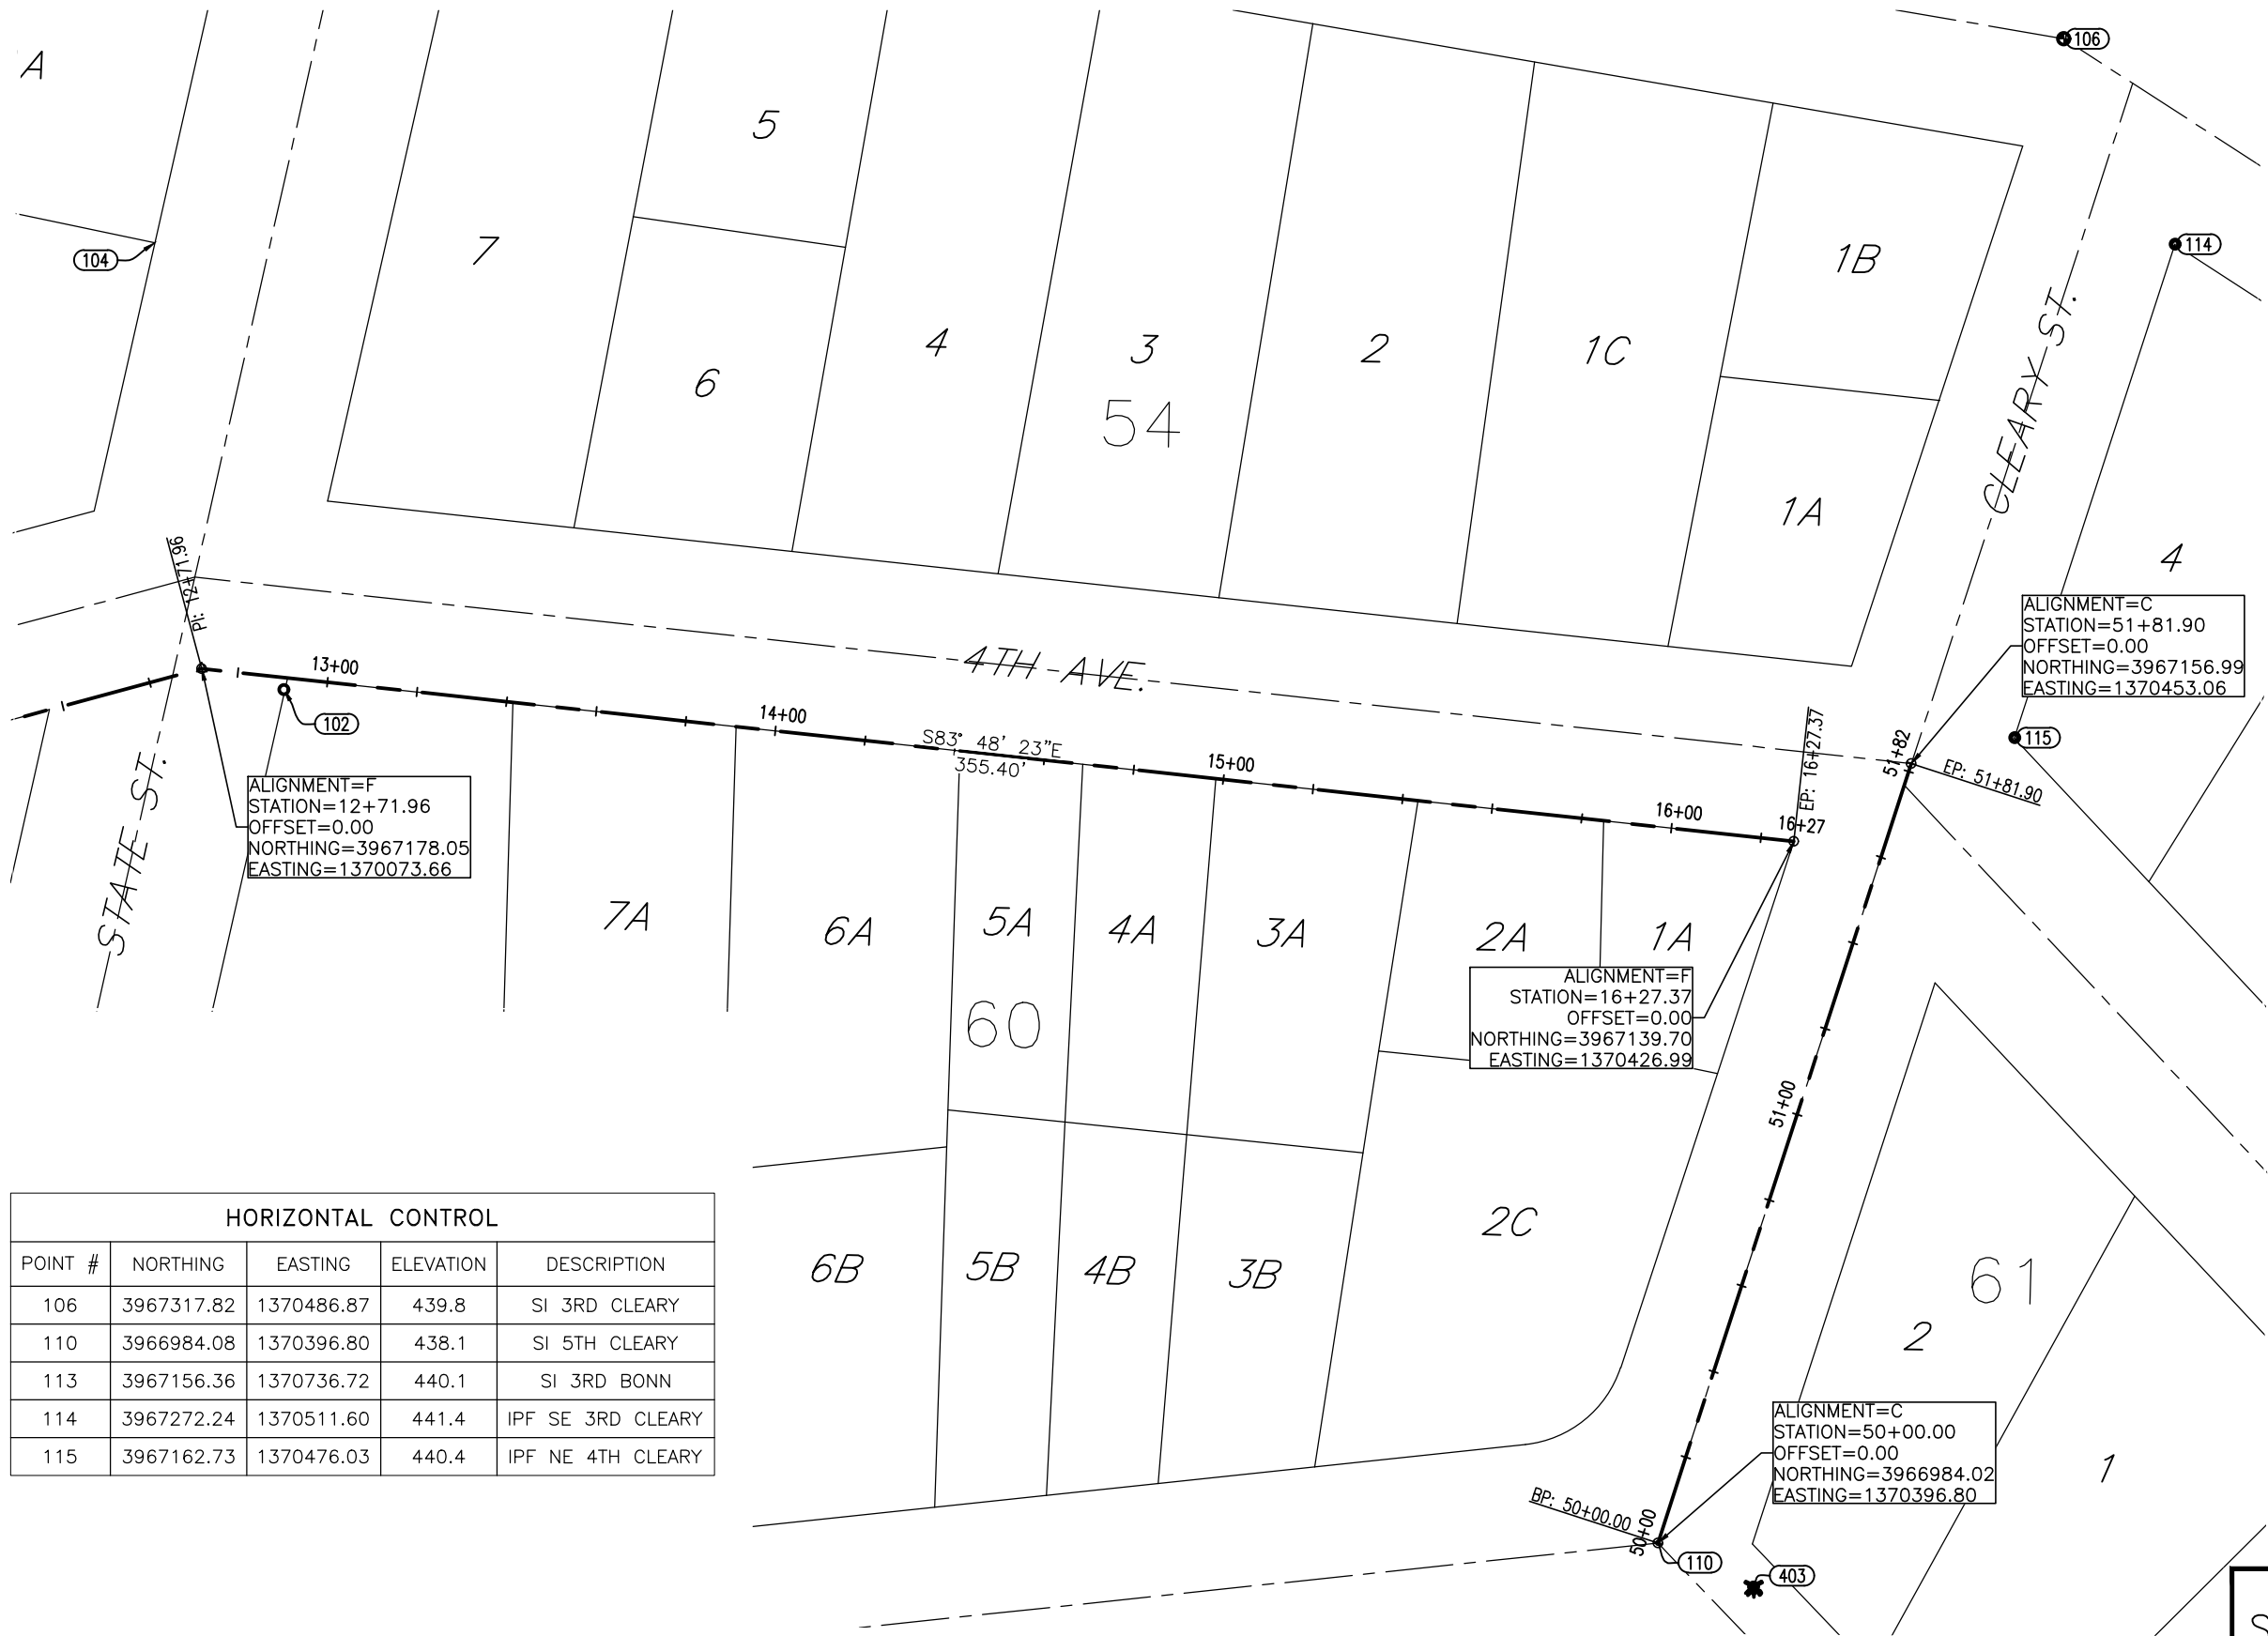 A
106
5
7
104
114
1B
4
3
2
1C
6
54
CLEARY ST.
1A
4
PI: 12+71.96
ALIGNMENT=C
STATION=51+81.90
OFFSET=0.00
NORTHING=3967156.99
EASTING=1370453.06
13+00
4TH AVE.
102
14+00
S83° 48' 23"E
355.40'
15+00
EP: 16+27.37
51+82
115
EP: 51+81.90
STATE ST.
ALIGNMENT=F
STATION=12+71.96
OFFSET=0.00
NORTHING=3967178.05
EASTING=1370073.66
16+00
16+27
7A
6A
5A
4A
3A
2A
1A
ALIGNMENT=F
STATION=16+27.37
OFFSET=0.00
NORTHING=3967139.70
EASTING=1370426.99
60
51+00
HORIZONTAL CONTROL
POINT # NORTHING EASTING ELEVATION DESCRIPTION
106 3967317.82 1370486.87 439.8 SI 3RD CLEARY
110 3966984.08 1370396.80 438.1 SI 5TH CLEARY
113 3967156.36 1370736.72 440.1 SI 3RD BONN
114 3967272.24 1370511.60 441.4 IPF SE 3RD CLEARY
115 3967162.73 1370476.03 440.4 IPF NE 4TH CLEARY
6B
5B
4B
3B
2C
61
2
1
ALIGNMENT=C
STATION=50+00.00
OFFSET=0.00
NORTHING=3966984.02
EASTING=1370396.80
BP: 50+00.00
50+00
110
403